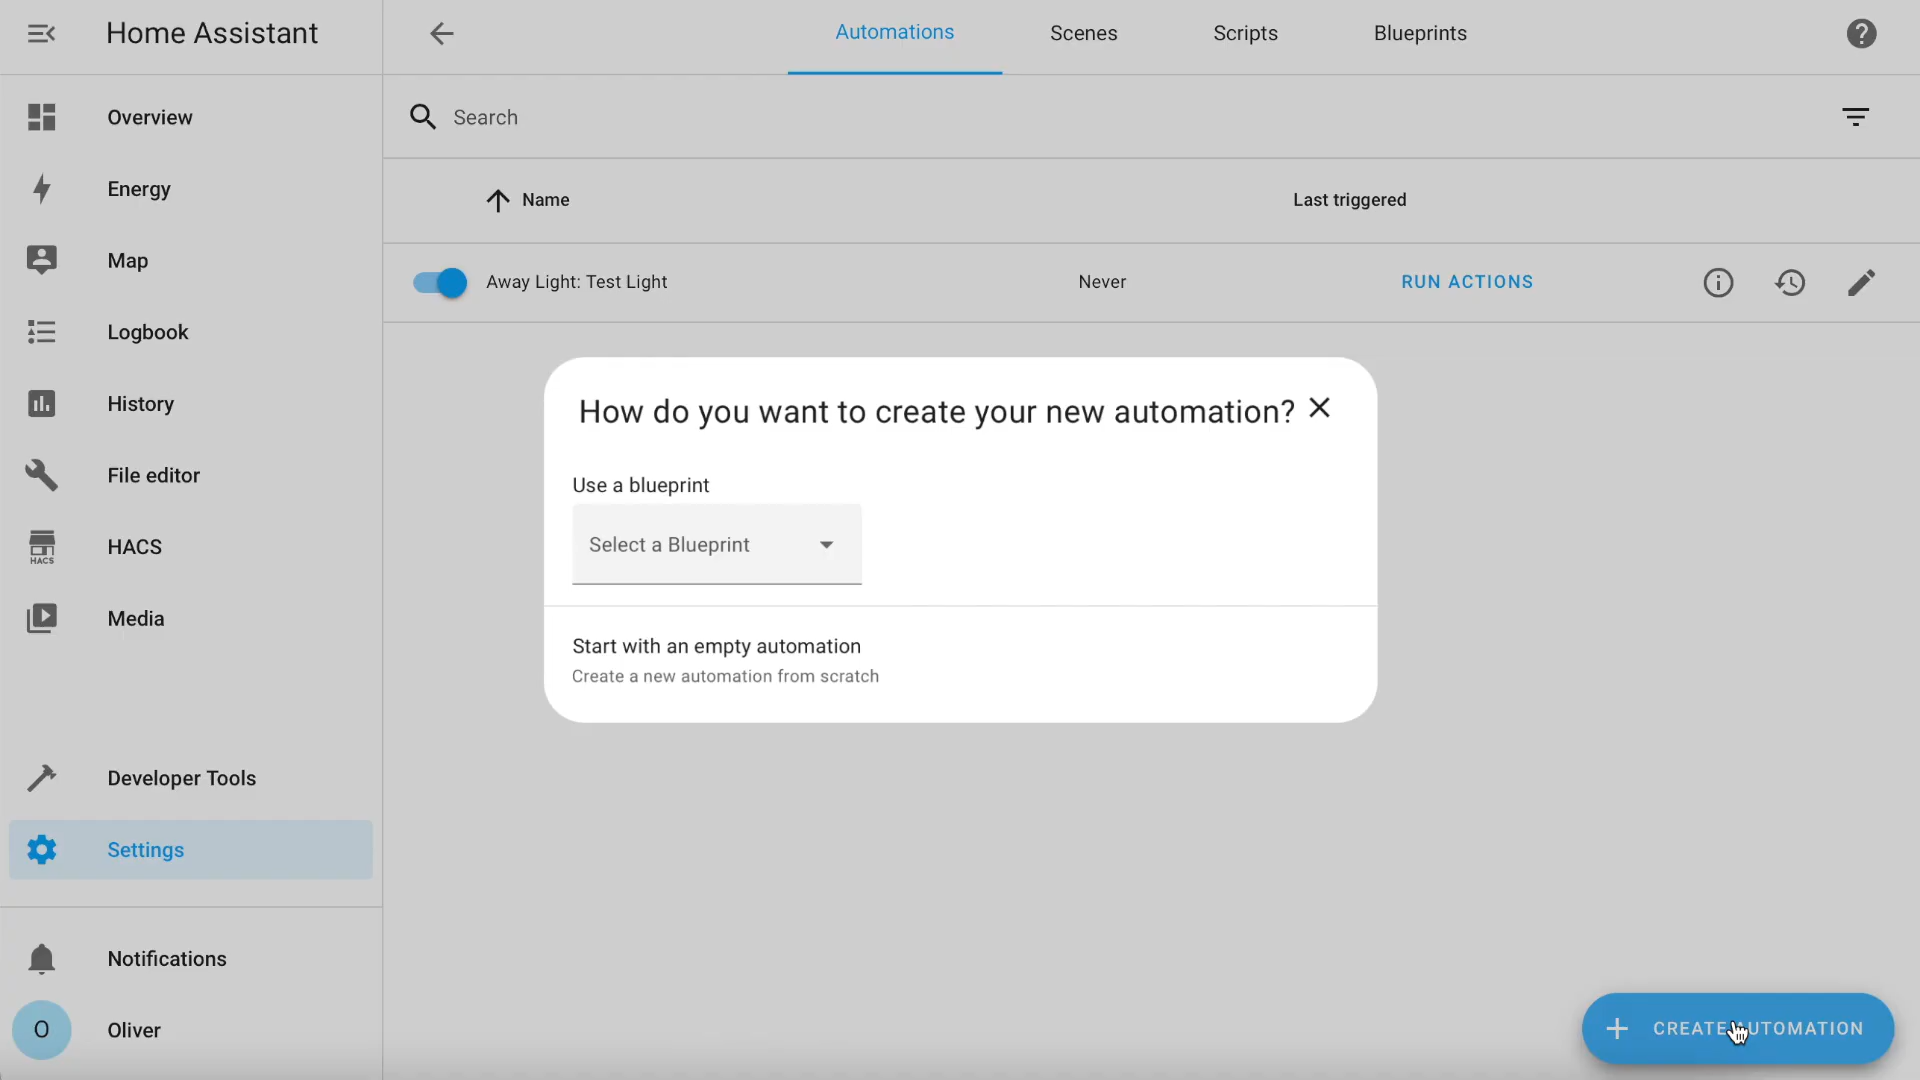 Home Assistant
Automations
Scenes
Scripts
Blueprints
Overview
Energy
Map
Logbook
History
File editor
HACS
HACS
Media
Developer Tools
Settings
Notifications
O
Oliver
Search
Name
Last triggered
Away Light: Test Light
Never
RUN ACTIONS
How do you want to create your new automation?
Use a blueprint
Select a Blueprint
Start with an empty automation
Create a new automation from scratch
CREATE AUTOMATION